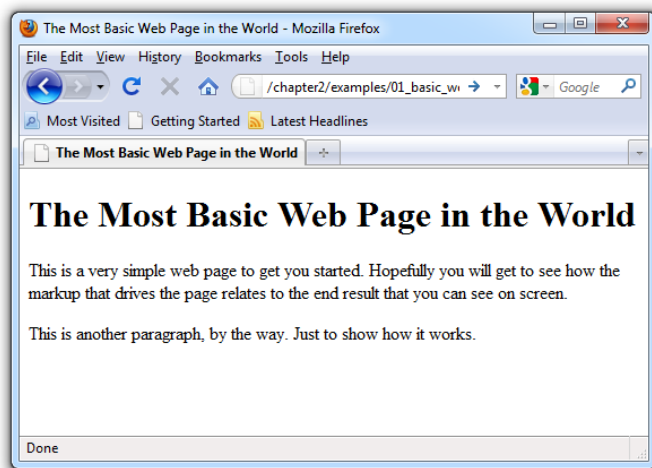 The Most Basic Web Page in the World - Mozilla Firefox
File Edit View History Bookmarks Tools Help
/chapter2/examples/01_basic_w Google
Most Visited Getting Started Latest Headlines
The Most Basic Web Page in the World
The Most Basic Web Page in the World
This is a very simple web page to get you started. Hopefully you will get to see how the
markup that drives the page relates to the end result that you can see on screen.
This is another paragraph, by the way. Just to show how it works.
Done